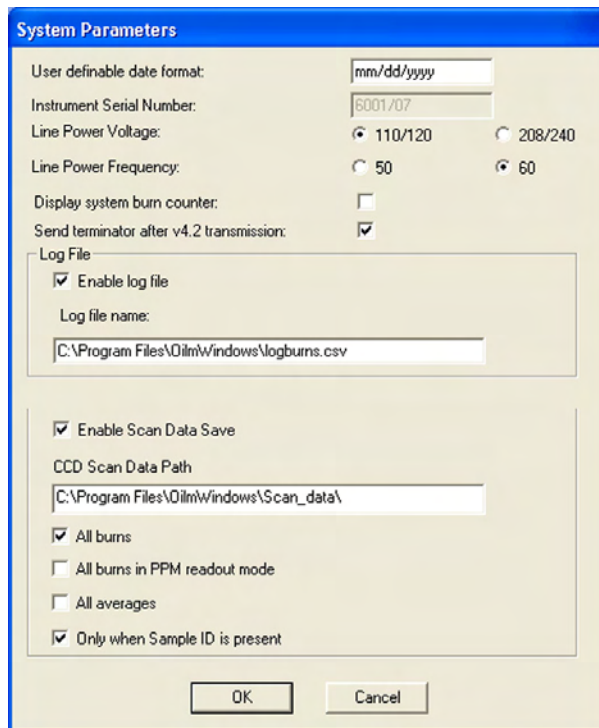 System Parameters
User definable date format: mm/dd/yyyy
Instrument Serial Number: 6001/07
Line Power Voltage: 110/120 208/240
Line Power Frequency: 50 60
Display system burn counter:
Send terminator after v4.2 transmission:
Log File
Enable log file
Log file name:
C:\Program Files\OilmWindows\logburns.csv
Enable Scan Data Save
CCD Scan Data Path
C:\Program Files\OilmWindows\Scan_data\
All burns
All burns in PPM readout mode
All averages
Only when Sample ID is present
OK Cancel